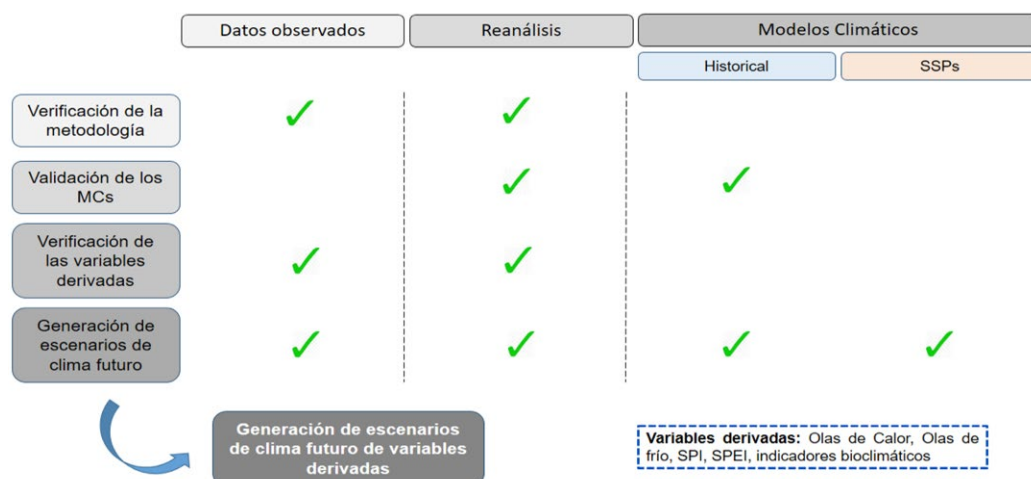 Datos observados
Reanálisis
Modelos Climáticos
Historical
SSPs
Verificación de la
metodología
Validación de los
MCs
Verificación de
las variables
derivadas
Generación de
escenarios de
clima futuro
Generación de escenarios
de clima futuro de variables
derivadas
Variables derivadas: Olas de Calor, Olas de
frío, SPI, SPEI, indicadores bioclimáticos